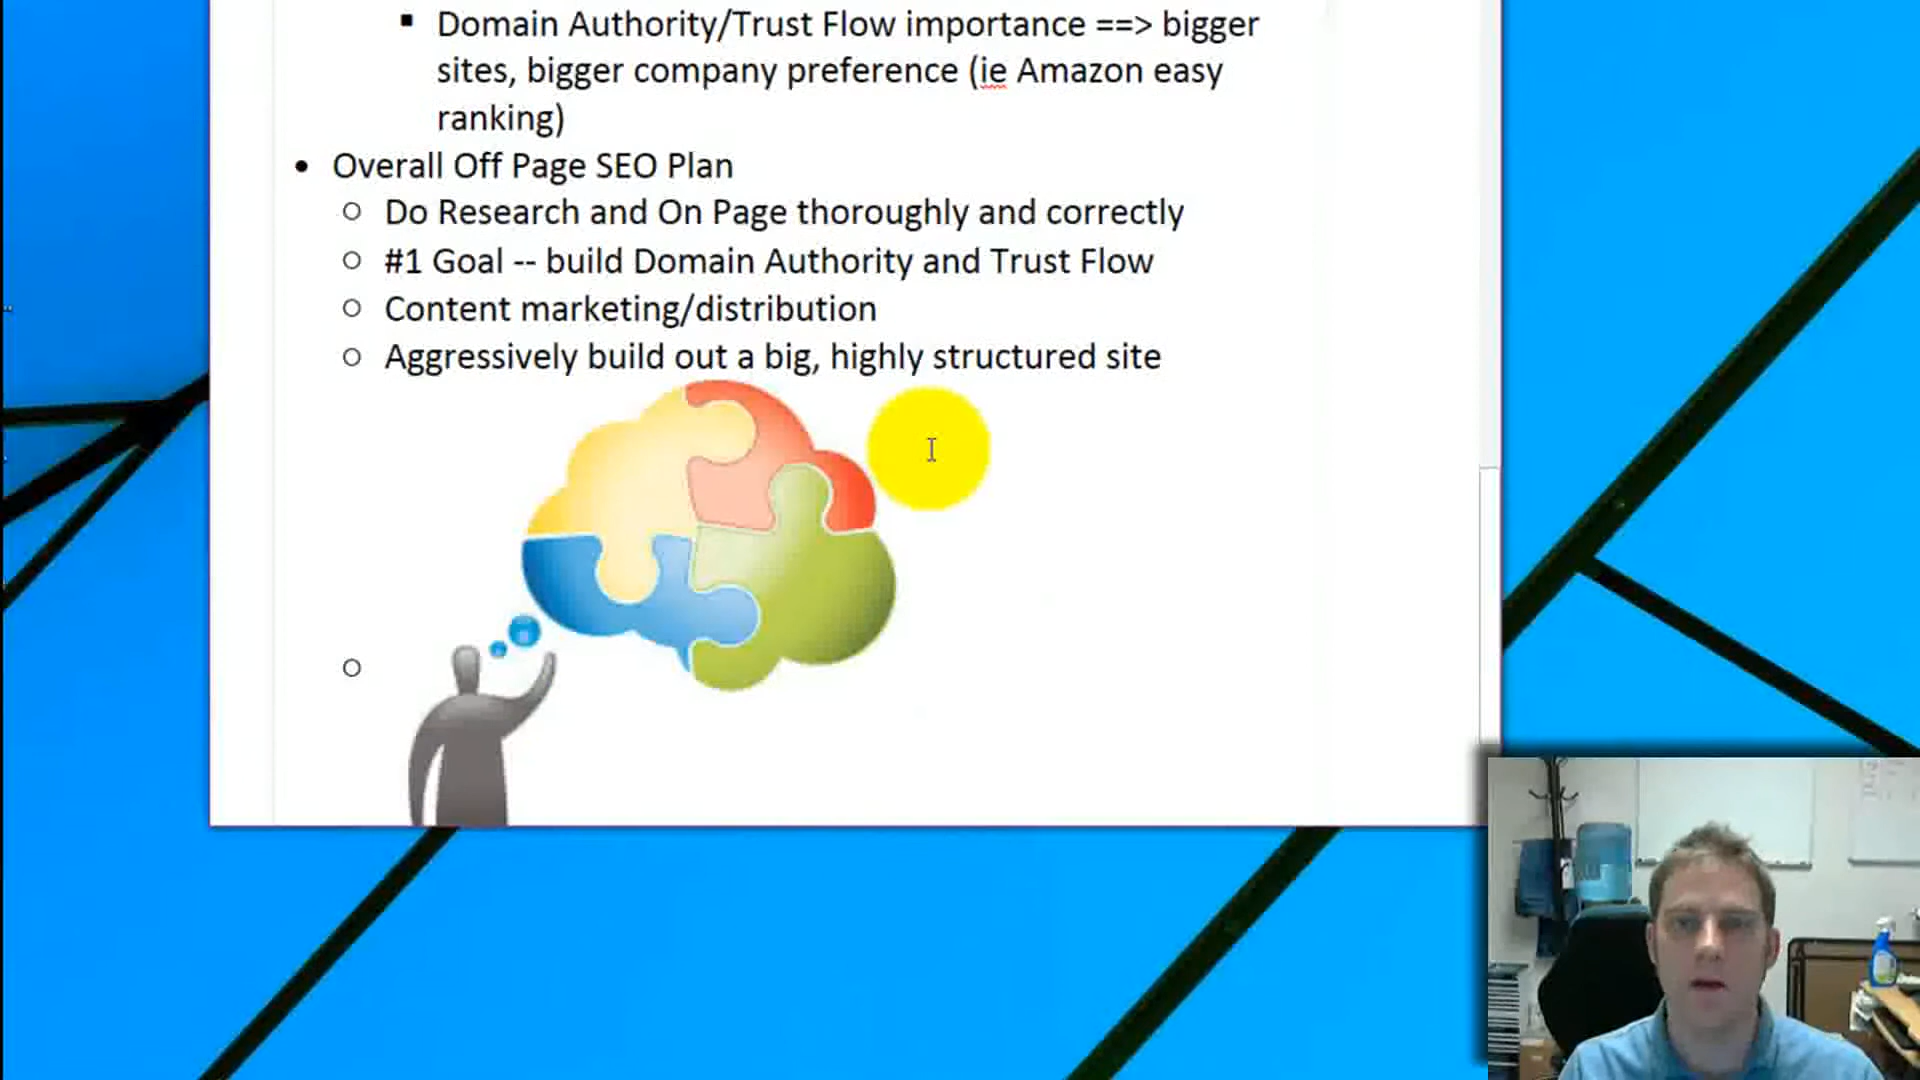 Domain Authority/Trust Flow importance ==> bigger
sites, bigger company preference (ie Amazon easy
ranking)
Overall Off Page SEO Plan
Do Research and On Page thoroughly and correctly
#1 Goal -- build Domain Authority and Trust Flow
Content marketing/distribution
Aggressively build out a big, highly structured site